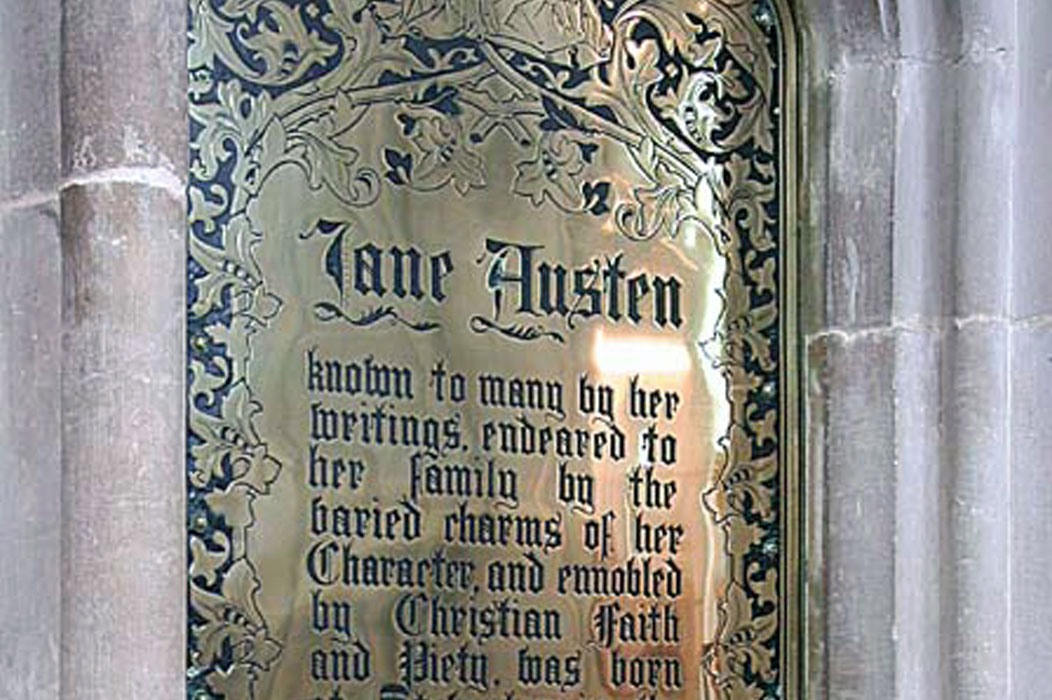 Jane Austen
known to many by her
writings, endeared to
her family by the
varied charms of her
Character, and ennobled
by Christian Faith
and Piety, was born